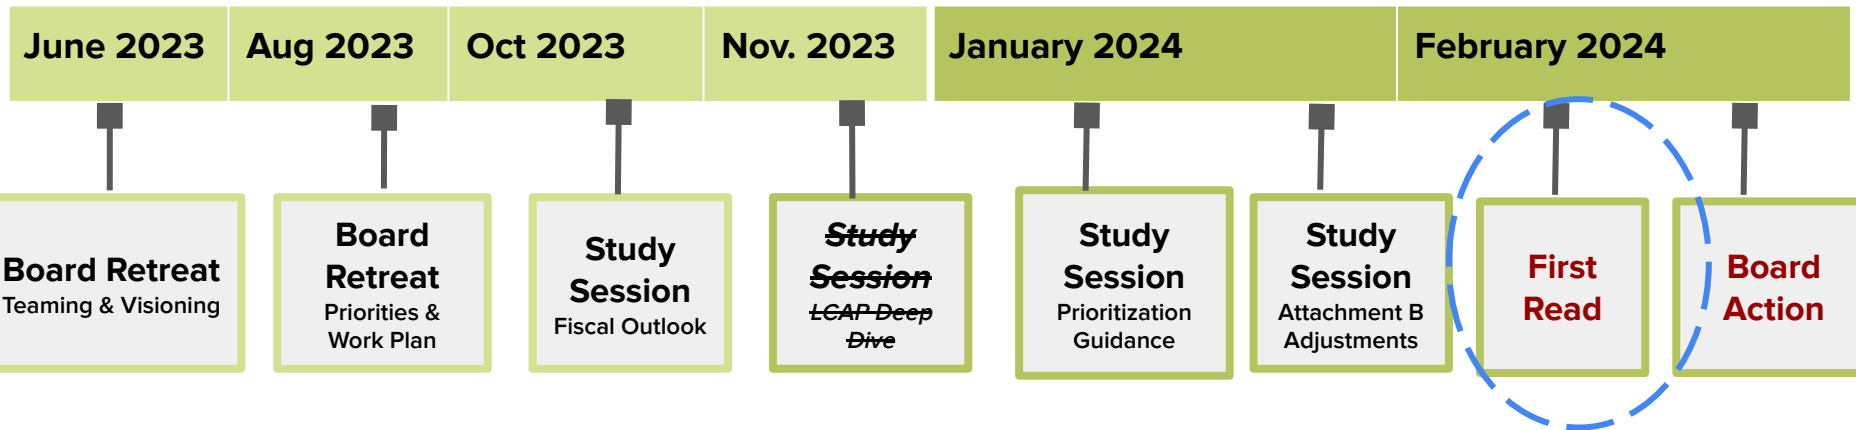 June 2023
Aug 2023
Oct 2023
Nov. 2023
January 2024
February 2024
Board Retreat
Teaming & Visioning
Board
Retreat
Priorities &
Work Plan
Study
Session
Fiscal Outlook
Study
Session
LCAP Deep
Dive
Study
Session
Prioritization
Guidance
Study
Session
Attachment B
Adjustments
First
Read
Board
Action